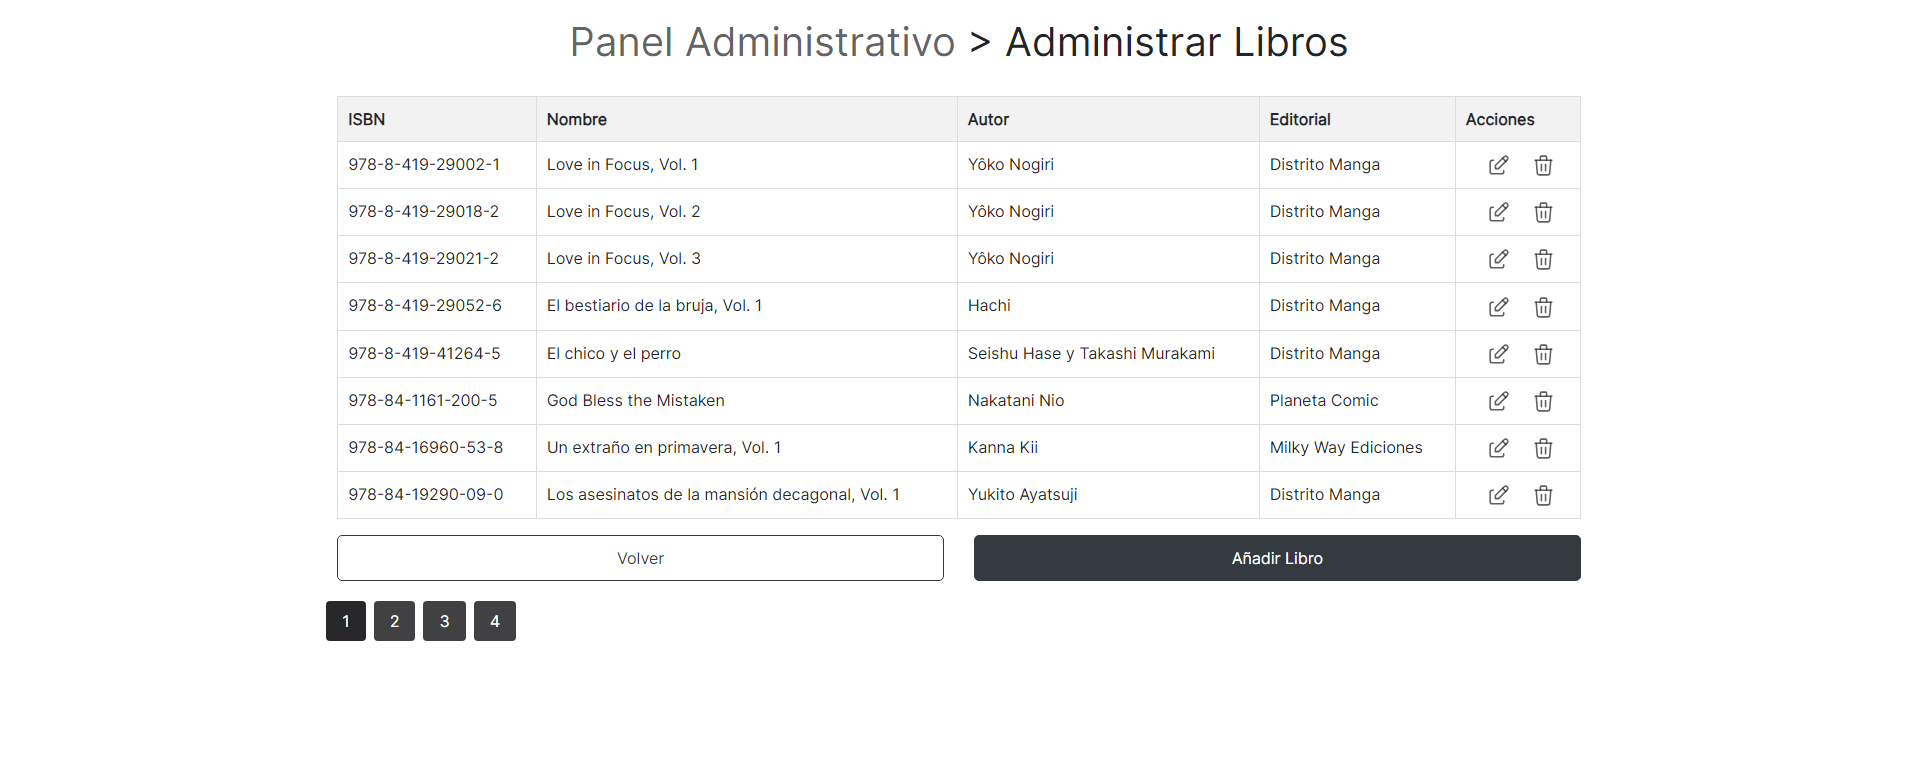 Panel Administrativo > Administrar Libros
ISBN Nombre Autor Editorial Acciones
978-8-419-29002-1 Love in Focus, Vol. 1 Yôko Nogiri Distrito Manga
978-8-419-29018-2 Love in Focus, Vol. 2 Yôko Nogiri Distrito Manga
978-8-419-29021-2 Love in Focus, Vol. 3 Yôko Nogiri Distrito Manga
978-8-419-29052-6 El bestiario de la bruja, Vol. 1 Hachi Distrito Manga
978-8-419-41264-5 El chico y el perro Seishu Hase y Takashi Murakami Distrito Manga
978-84-1161-200-5 God Bless the Mistaken Nakatani Nio Planeta Comic
978-84-16960-53-8 Un extraño en primavera, Vol. 1 Kanna Kii Milky Way Ediciones
978-84-19290-09-0 Los asesinatos de la mansión decagonal, Vol. 1 Yukito Ayatsuji Distrito Manga
Volver Añadir Libro
1 2 3 4